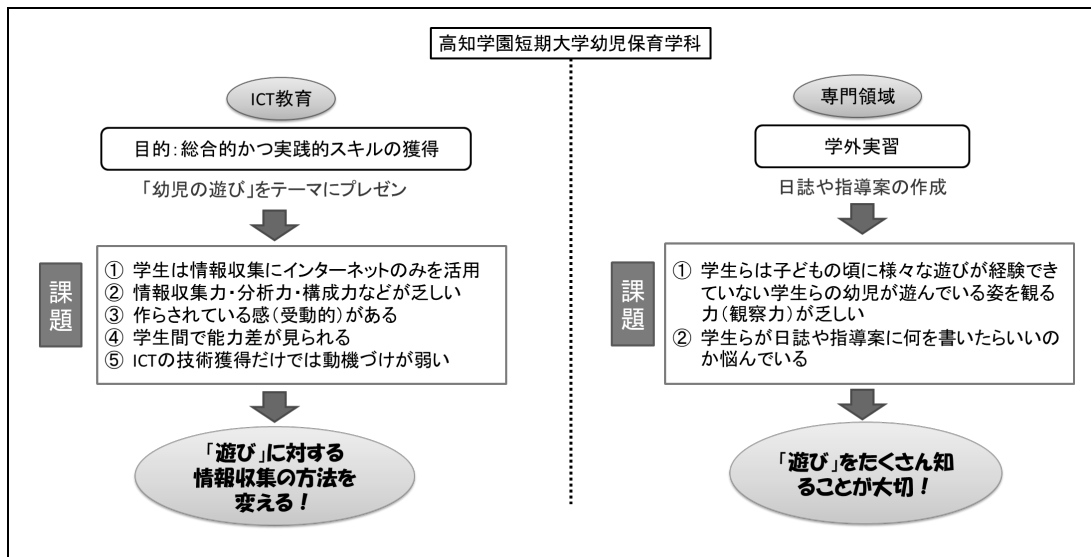 高知学園短期大学幼児保育学科
ICT教育
目的:総合的かつ実践的スキルの獲得
「幼児の遊び」をテーマにプレゼン
課題
① 学生は情報収集にインターネットのみを活用
② 情報収集力・分析力・構成力などが乏しい
③ 作らされている感(受動的)がある
④ 学生間で能力差が見られる
⑤ ICTの技術獲得だけでは動機づけが弱い
「遊び」に対する
情報収集の方法を
変える!
専門領域
学外実習
日誌や指導案の作成
課題
① 学生らは子どもの頃に様々な遊びが経験でき
ていない学生らの幼児が遊んでいる姿を観る
力(観察力)が乏しい
② 学生らが日誌や指導案に何を書いたらいいの
か悩んでいる
「遊び」をたくさん知
ることが大切!